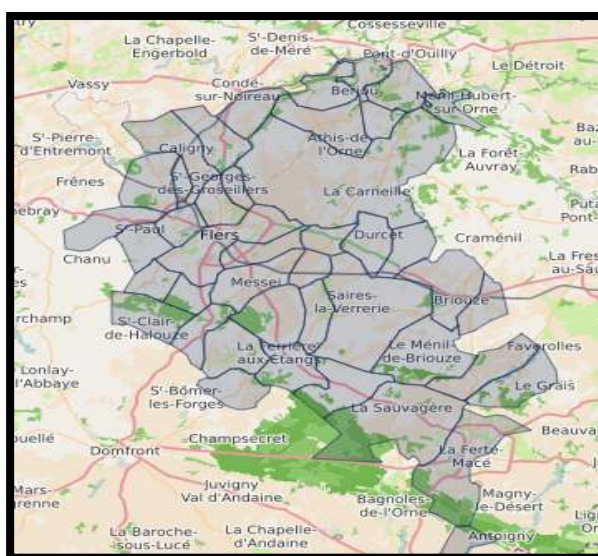 Cossesseville
La Chapelle-
Engerbold
Sᵗ-Denis
de-Méré
Pont-d'Ouilly
Le Détroit
Vassy
Condé-
sur-Noireau
Berjou
Menil-Hubert-
sur-Orne
Sᵗ-Pierre-
d'Entremont
Caligny
Athis-de-
l'Orne
La Forêt-
Auvray
Frênes
Sᵗ-Georges-
des-Groseillers
La Carneille
Sᵗ-Paul
Flers
Durcet
Craménil
Chanu
Messei
Saires-
la-Verrerie
Briouze
Sᵗ-Clair-
de-Halouze
La Ferrière-
aux-Étangs
Le Ménil-
de-Briouze
Faverolles
Lonlay-
l'Abbaye
Sᵗ-Bômer-
les-Forges
Le Grais
La Sauvagère
Champsecret
Domfront
La Ferté-
Macé
Juvigny
Val d'Andaine
Bagnoles-
de-l'Orne
Magny-
le-Désert
La Baroche-
sous-Lucé
La Chapelle-
d'Andaine
Antoigny